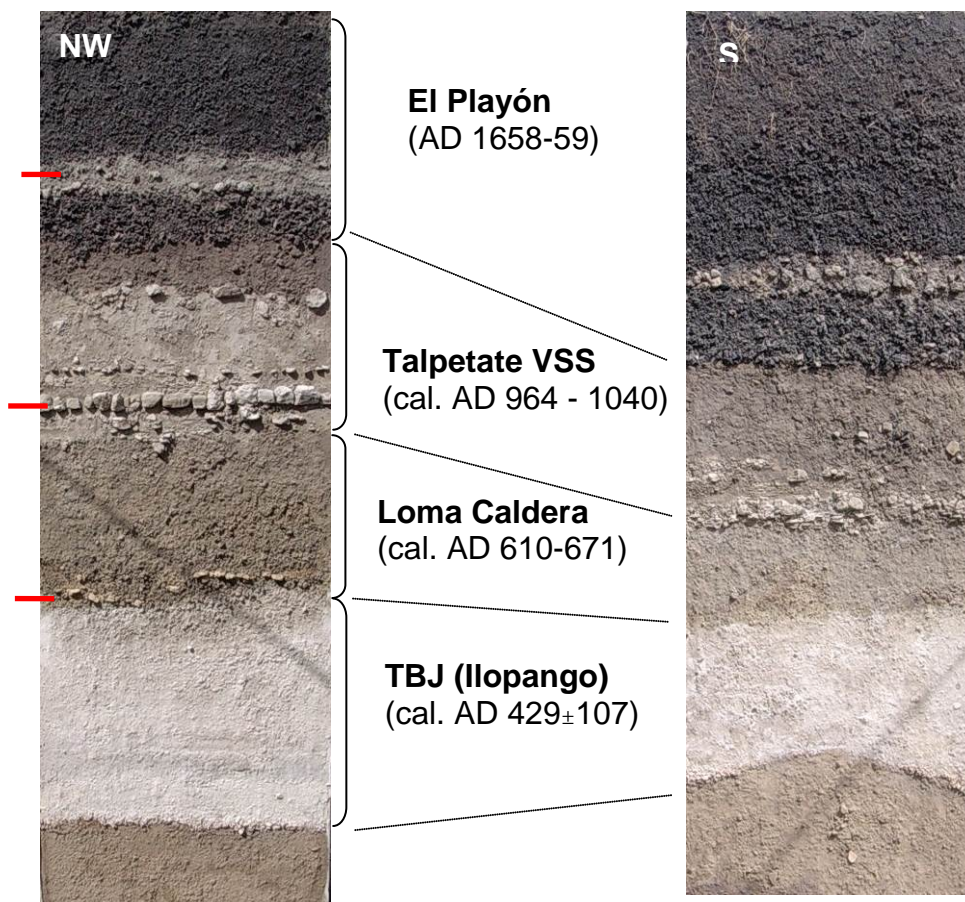 NW
S
El Playón
(AD 1658-59)
Talpetate VSS
(cal. AD 964 - 1040)
Loma Caldera
(cal. AD 610-671)
TBJ (Ilopango)
(cal. AD 429±107)